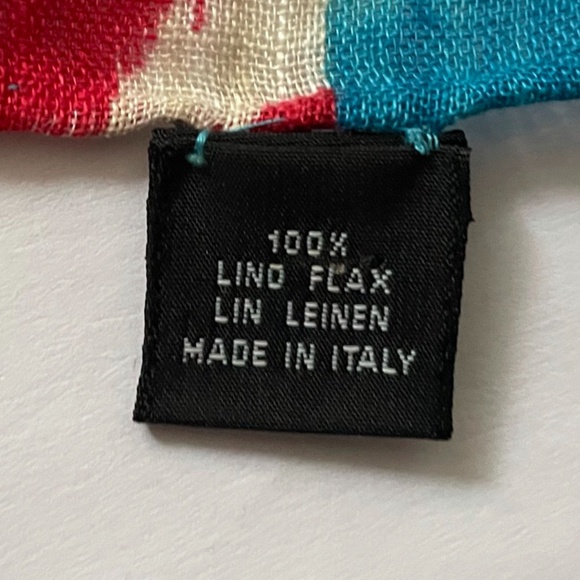 100%
LINO FLAX
LIN LEINEN
MADE IN ITALY